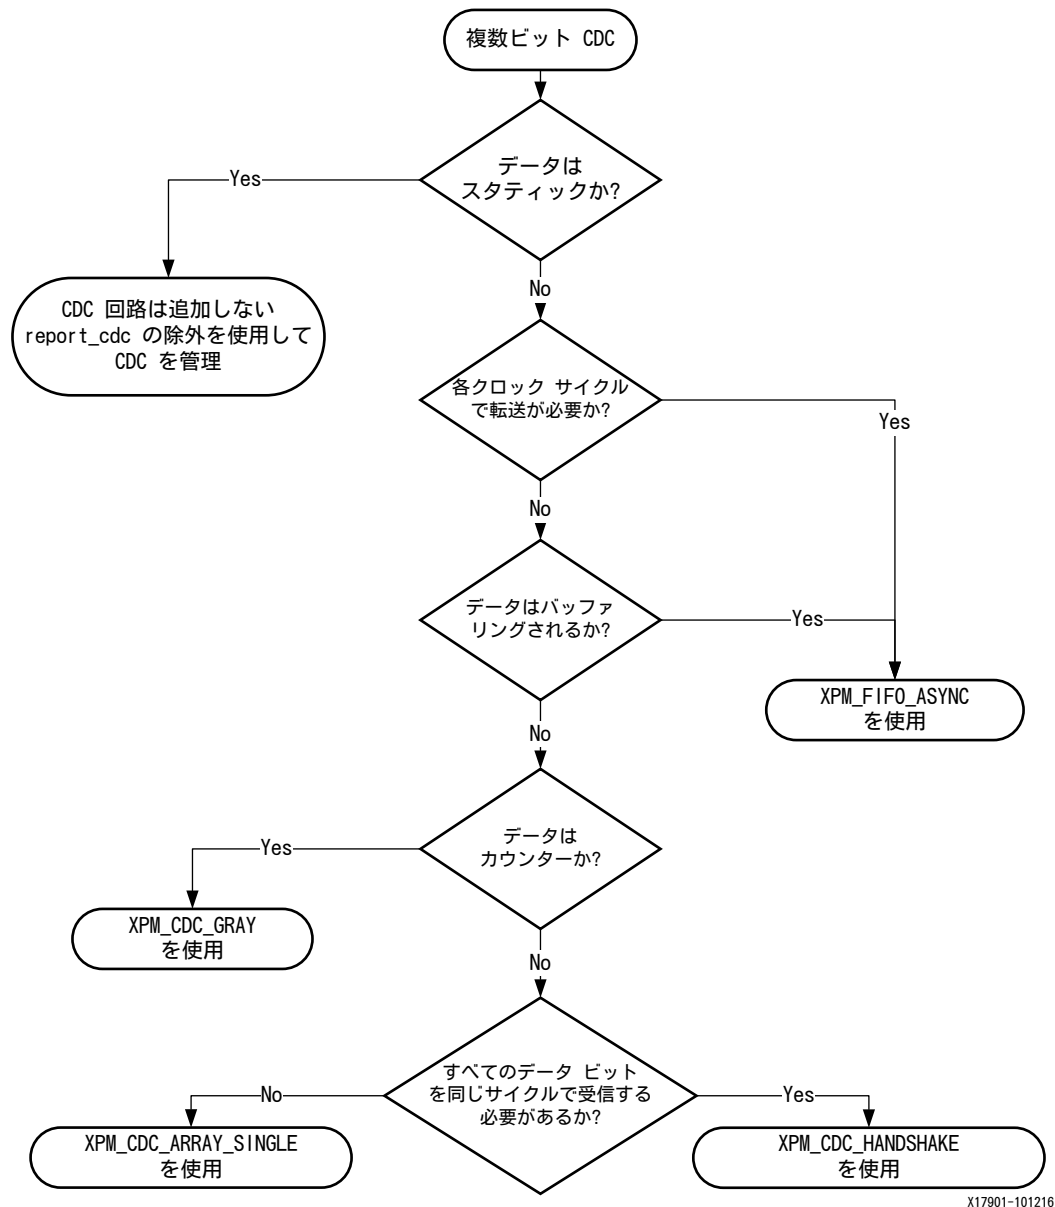 複数ビット CDC
データは
スタティックか?
Yes
No
CDC 回路は追加しない
report_cdc の除外を使用して
CDC を管理
各クロック サイクル
で転送が必要か?
Yes
No
データはバッファ
リングされるか?
Yes
XPM_FIFO_ASYNC
を使用
No
データは
カウンターか?
Yes
XPM_CDC_GRAY
を使用
No
すべてのデータ ビット
を同じサイクルで受信する
必要があるか?
No
Yes
XPM_CDC_ARRAY_SINGLE
を使用
XPM_CDC_HANDSHAKE
を使用
X17901-101216